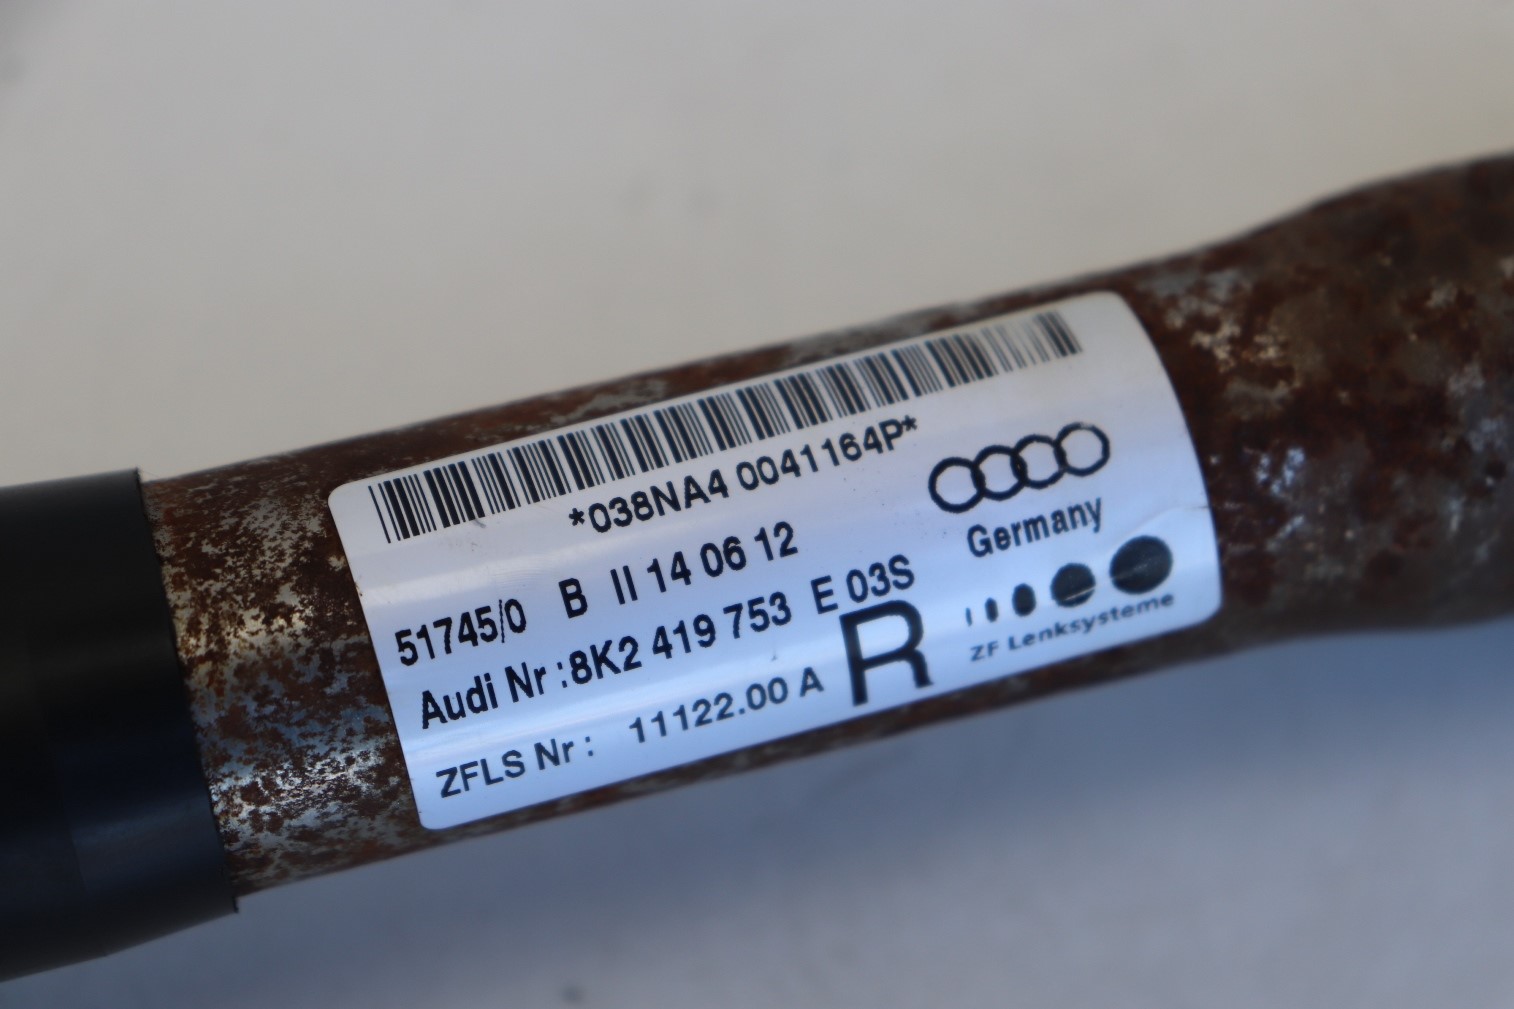 *038NA4 0041164P*
51745/0 B II 14 06 12
Audi Nr :8K2 419 753 E 03S
ZFLS Nr : 11122.00 A R
Germany
ZF Lenksysteme